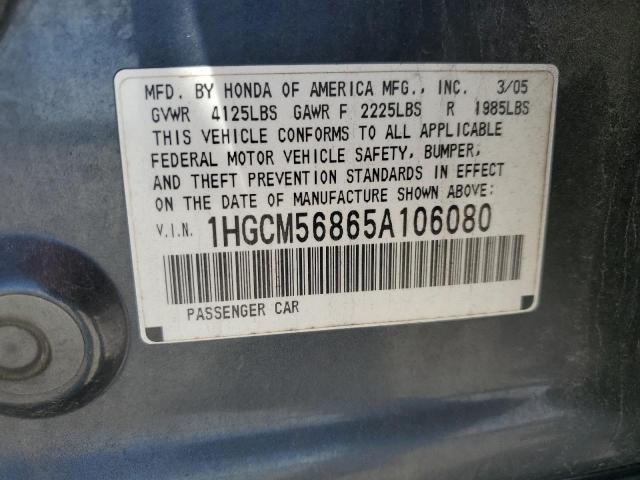 MFD. BY HONDA OF AMERICA MFG., INC. 3/05
GVWR 4125LBS GAWR F 2225LBS R 1985LBS
THIS VEHICLE CONFORMS TO ALL APPLICABLE
FEDERAL MOTOR VEHICLE SAFETY, BUMPER,
AND THEFT PREVENTION STANDARDS IN EFFECT
ON THE DATE OF MANUFACTURE SHOWN ABOVE:
V.I.N. 1HGCM56865A106080
PASSENGER CAR